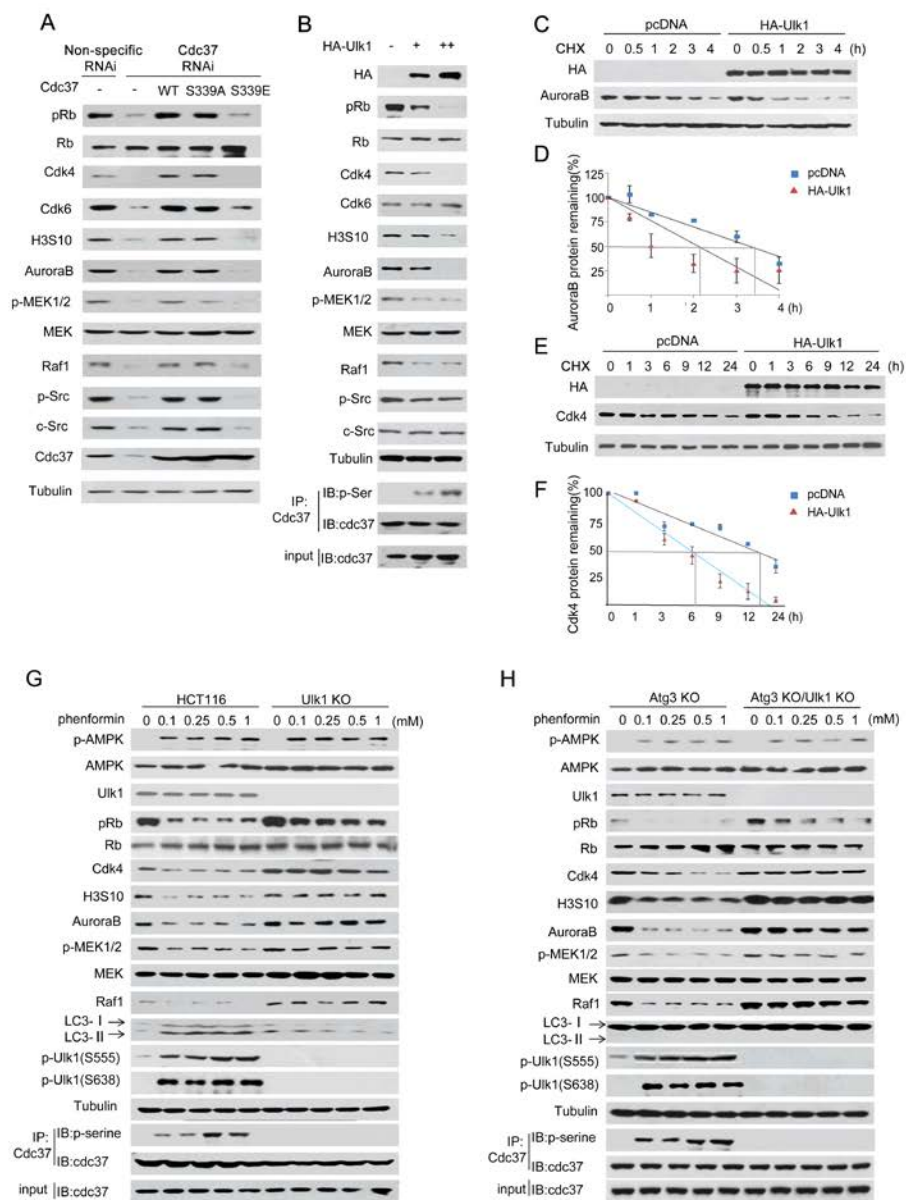 A
Non-specific RNAi
Cdc37 RNAi
Cdc37 - - WT S339A S339E
pRb
Rb
Cdk4
Cdk6
H3S10
AuroraB
p-MEK1/2
MEK
Raf1
p-Src
c-Src
Cdc37
Tubulin
B
HA-Ulk1 - + ++
HA
pRb
Rb
Cdk4
Cdk6
H3S10
AuroraB
p-MEK1/2
MEK
Raf1
p-Src
c-Src
Tubulin
IP: Cdc37
IB:p-Ser
IB:cdc37
input IB:cdc37
C
pcDNA HA-Ulk1
CHX 0 0.5 1 2 3 4 0 0.5 1 2 3 4 (h)
HA
AuroraB
Tubulin
D
AuroraB protein remaining(%)
125
100
75
50
25
pcDNA
HA-Ulk1
0 1 2 3 4 (h)
E
pcDNA HA-Ulk1
CHX 0 1 3 6 9 12 24 0 1 3 6 9 12 24 (h)
HA
Cdk4
Tubulin
F
Cdk4 protein remaining(%)
100
75
50
25
pcDNA
HA-Ulk1
0 1 3 6 9 12 24 (h)
G
HCT116 Ulk1 KO
phenformin 0 0.1 0.25 0.5 1 0 0.1 0.25 0.5 1 (mM)
p-AMPK
AMPK
Ulk1
pRb
Rb
Cdk4
H3S10
AuroraB
p-MEK1/2
MEK
Raf1
LC3- I →
LC3- II →
p-Ulk1(S555)
p-Ulk1(S638)
Tubulin
IP: Cdc37
IB:p-serine
IB:cdc37
input IB:cdc37
H
Atg3 KO Atg3 KO/Ulk1 KO
phenformin 0 0.1 0.25 0.5 1 0 0.1 0.25 0.5 1 (mM)
p-AMPK
AMPK
Ulk1
pRb
Rb
Cdk4
H3S10
AuroraB
p-MEK1/2
MEK
Raf1
LC3- I →
LC3- II →
p-Ulk1(S555)
p-Ulk1(S638)
Tubulin
IP: Cdc37
IB:p-serine
IB:cdc37
input IB:cdc37